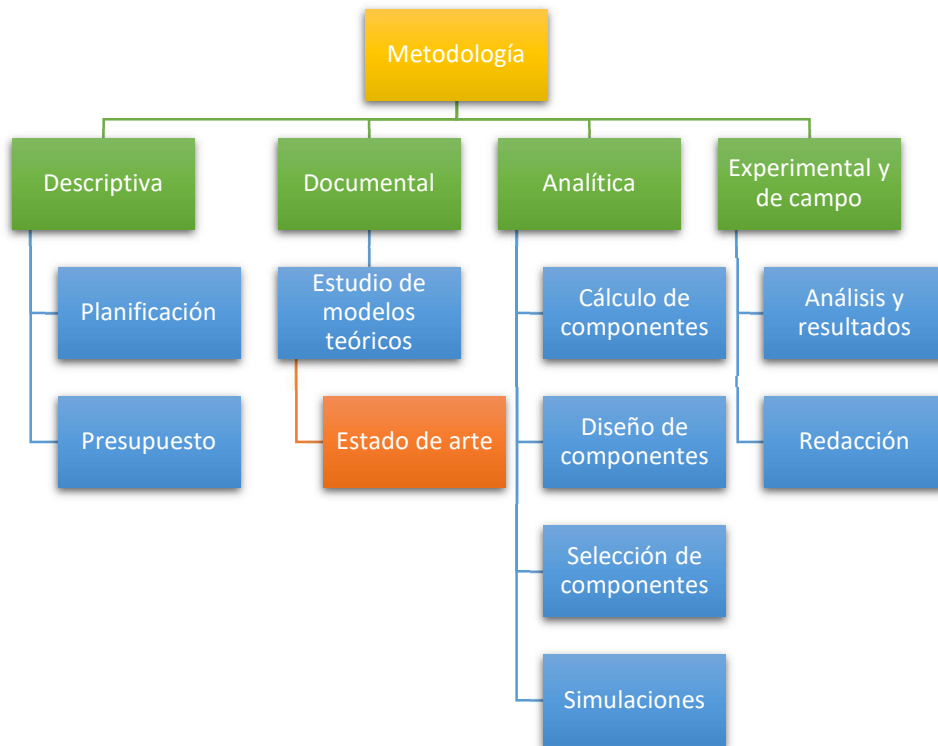 Metodología
Descriptiva
Documental
Analítica
Experimental y
de campo
Planificación
Presupuesto
Estudio de
modelos
teóricos
Estado de arte
Cálculo de
componentes
Diseño de
componentes
Selección de
componentes
Simulaciones
Análisis y
resultados
Redacción